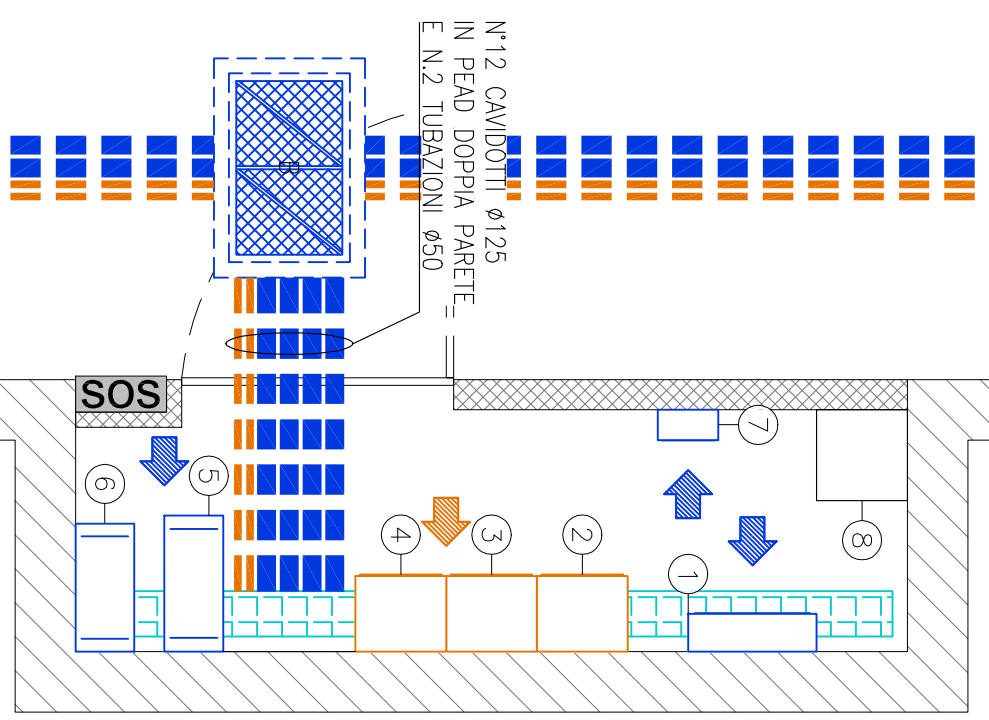 N°12 CAVIDOTTI ø125
IN PEAD DOPPIA PARETE
E N.2 TUBAZIONI ø50
B
SOS
6
5
4
3
2
1
7
8